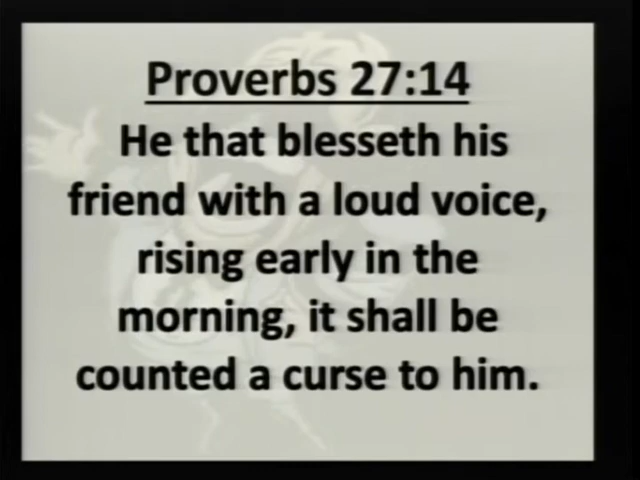 Proverbs 27:14
He that blesseth his
friend with a loud voice,
rising early in the
morning, it shall be
counted a curse to him.